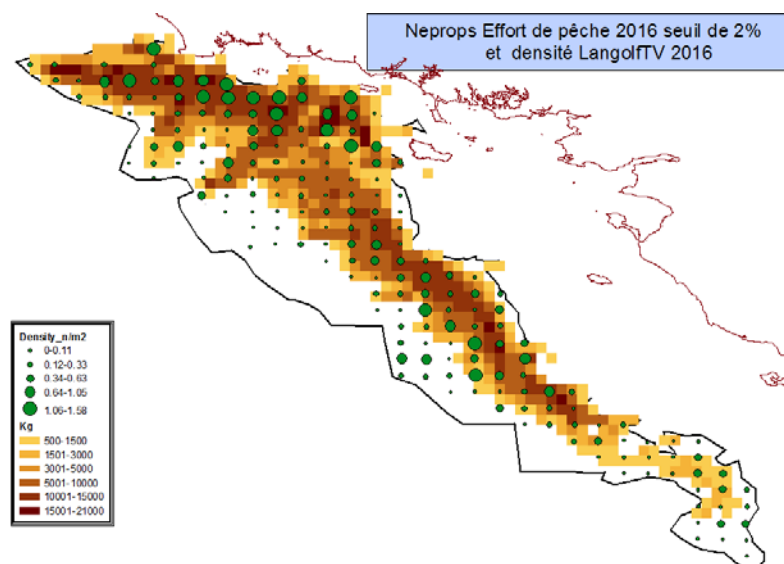 Neprops Effort de pêche 2016 seuil de 2%
et densité LangolfTV 2016
Density_n/m2
0-0.11
0.12-0.33
0.34-0.63
0.64-1.05
1.06-1.58
Kg
500-1500
1501-3000
3001-5000
5001-10000
10001-15000
15001-21000